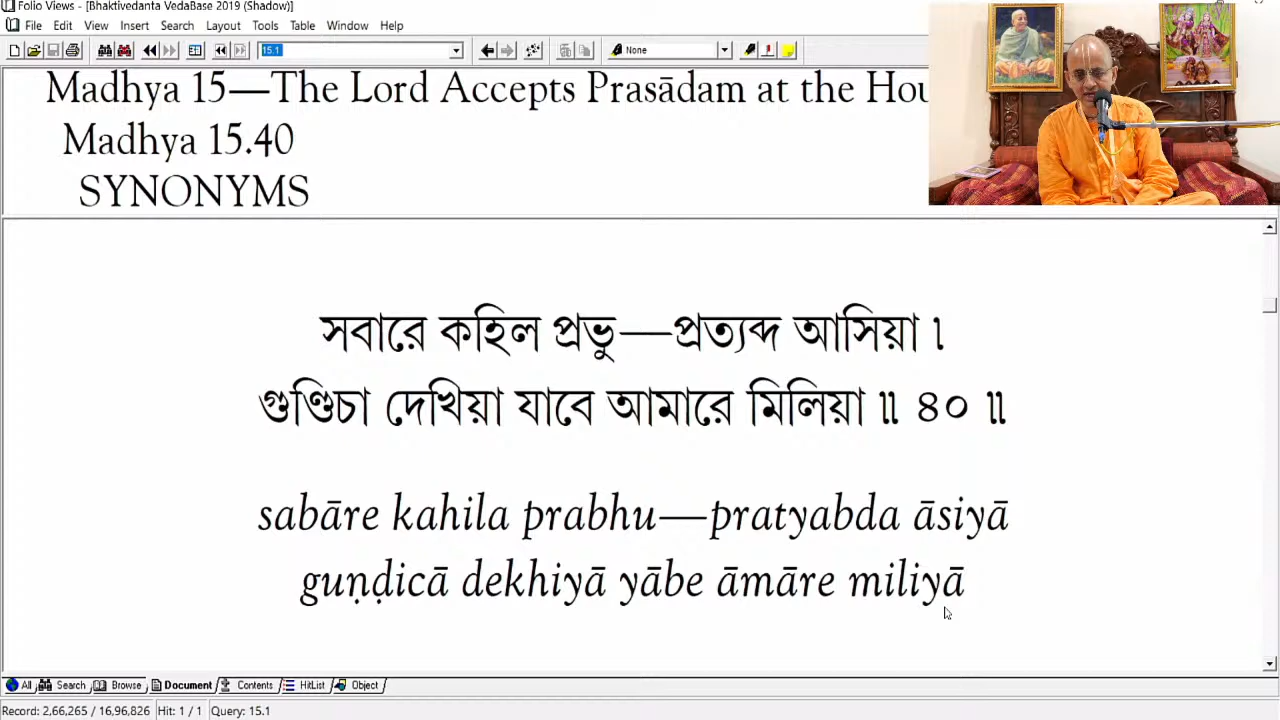 Folio Views - [Bhaktivedanta VedaBase 2019 (Shadow)]
File Edit View Insert Search Layout Tools Table Window Help
15.1 None
Madhya 15—The Lord Accepts Prasādam at the
Madhya 15.40
SYNONYMS
সবারে কহিল প্রভু—প্রত্যব্দ আসিয়া ৷
গুণ্ডিচা দেখিয়া যাবে আমারে মিলিয়া ৷৷ ৪০ ৷৷
sabāre kahila prabhu—pratyabda āsiyā
guṇḍicā dekhiyā yābe āmāre miliyā
All Search Browse Document Contents HitList Object
Record: 2,66,265 / 16,96,826 Hit: 1 / 1 Query: 15.1